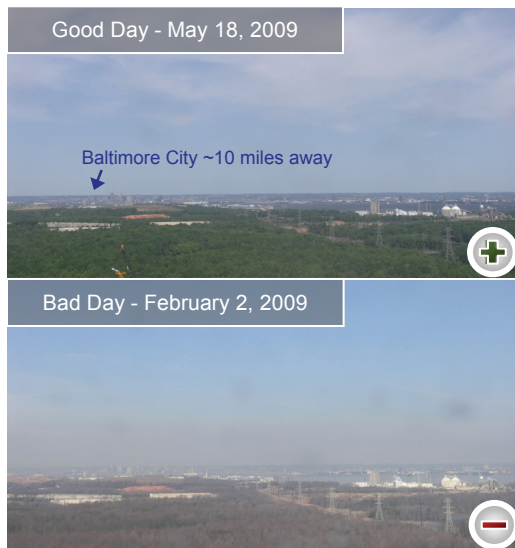 Good Day - May 18, 2009
Baltimore City ~10 miles away
Bad Day - February 2, 2009